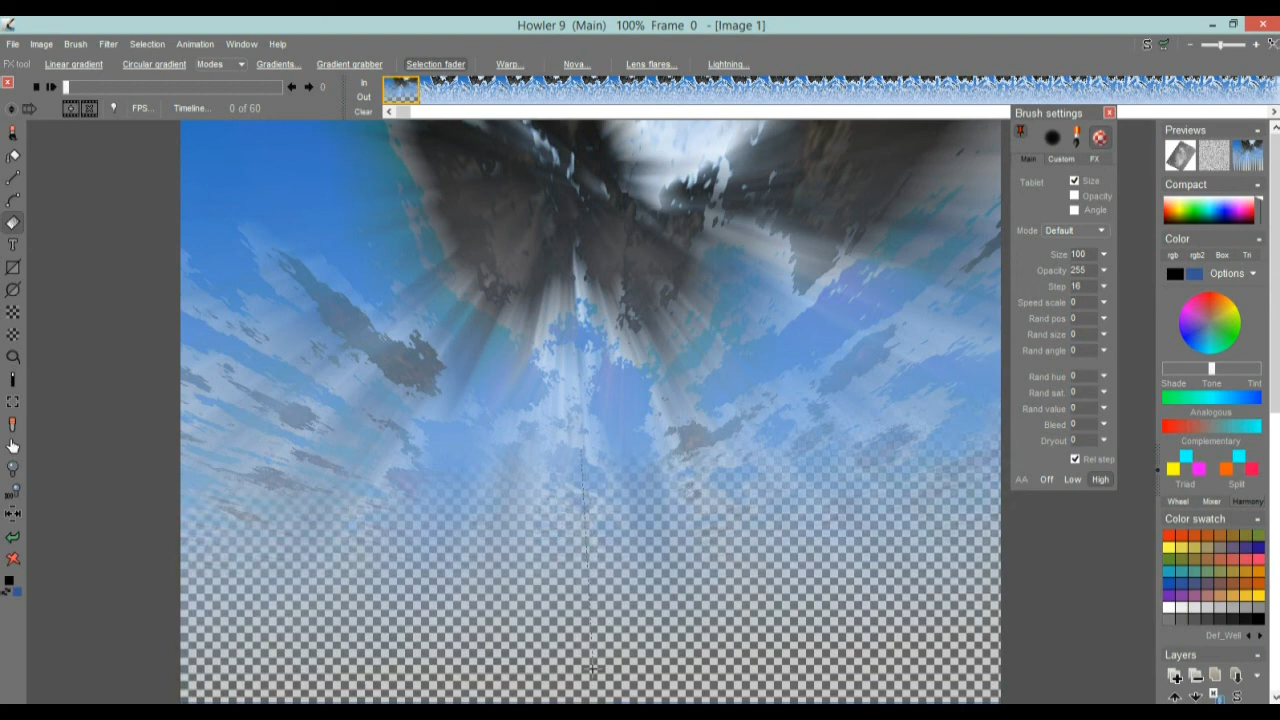 Howler 9 (Main) 100% Frame 0 - [Image 1]
File Image Brush Filter Selection Animation Window Help
S
FX tool Linear gradient Circular gradient Modes Gradients... Gradient grabber Selection fader Warp... Nova... Lens flares... Lightning...
0
In
Out
Clear
FPS... Timeline... 0 of 60
Brush settings
Main Custom FX
Tablet Size
Opacity
Angle
Mode Default
Size 100
Opacity 255
Step 16
Speed scale 0
Rand pos 0
Rand size 0
Rand angle 0
Rand hue 0
Rand sat. 0
Rand value 0
Bleed 0
Dryout 0
Rel step
AA Off Low High
Previews
Compact
Color
rgb rgb2 Box Tri
Options
Shade Tone Tint
Analogous
Complementary
Triad Split
Wheel Mixer Harmony
Color swatch
Def_Well
Layers